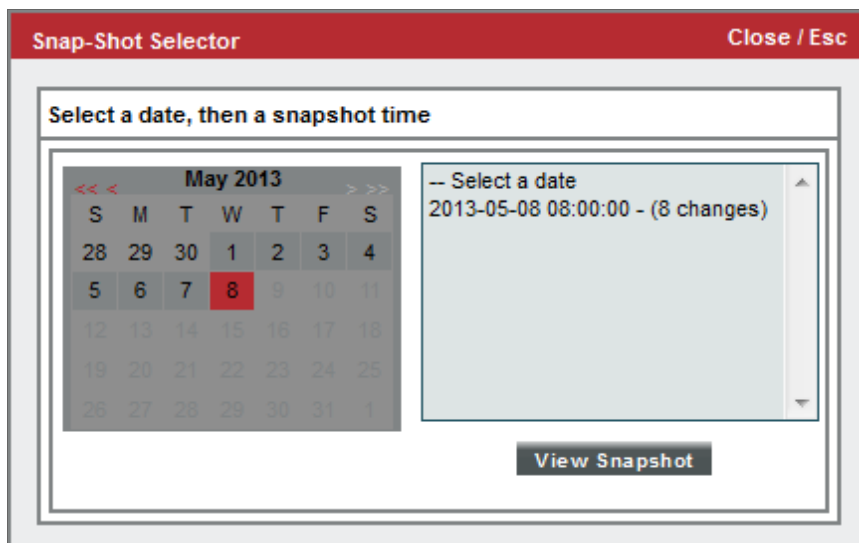 Snap-Shot Selector Close / Esc
Select a date, then a snapshot time
<< < May 2013 > >>
S M T W T F S
28 29 30 1 2 3 4
5 6 7 8 9 10 11
12 13 14 15 16 17 18
19 20 21 22 23 24 25
26 27 28 29 30 31 1
-- Select a date
2013-05-08 08:00:00 - (8 changes)
View Snapshot